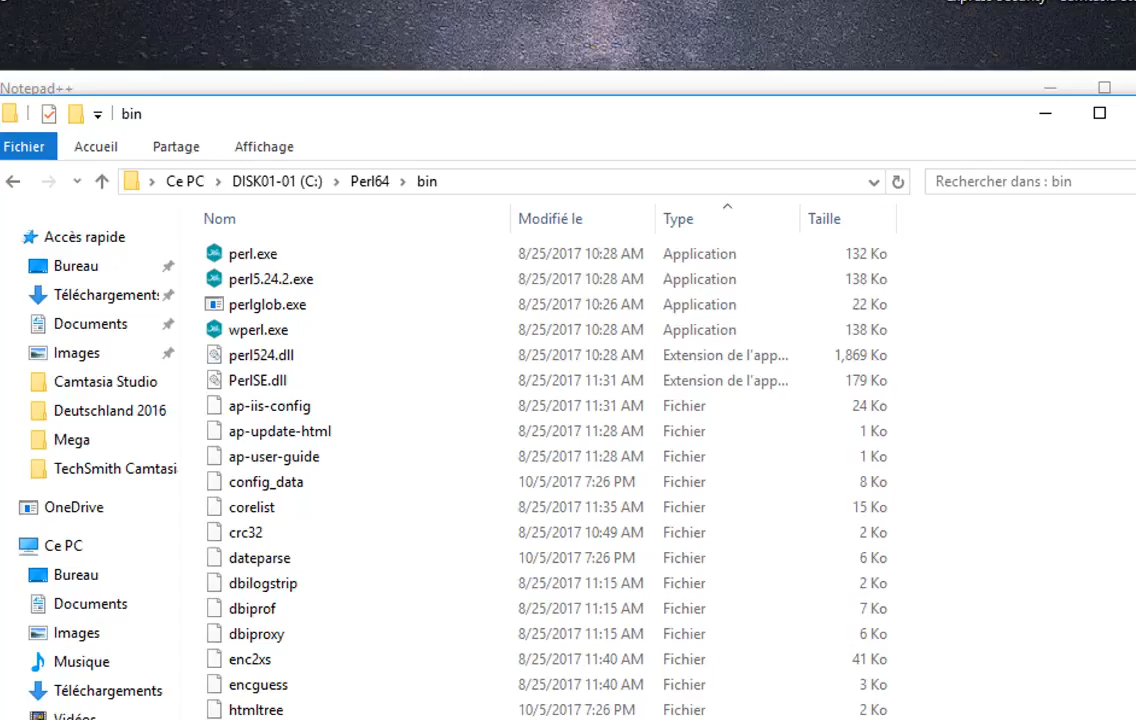 Notepad++
bin
Fichier Accueil Partage Affichage
Ce PC DISK01-01 (C:) Perl64 bin
Rechercher dans : bin
Nom Modifié le Type Taille
Accès rapide
Bureau
Téléchargements
Documents
Images
Camtasia Studio
Deutschland 2016
Mega
TechSmith Camtasi
OneDrive
Ce PC
Bureau
Documents
Images
Musique
Téléchargements
Vidéos
perl.exe 8/25/2017 10:28 AM Application 132 Ko
perl5.24.2.exe 8/25/2017 10:28 AM Application 138 Ko
perlglob.exe 8/25/2017 10:26 AM Application 22 Ko
wperl.exe 8/25/2017 10:28 AM Application 138 Ko
perl524.dll 8/25/2017 10:28 AM Extension de l'app... 1,869 Ko
PerlSE.dll 8/25/2017 11:31 AM Extension de l'app... 179 Ko
ap-iis-config 8/25/2017 11:31 AM Fichier 24 Ko
ap-update-html 8/25/2017 11:28 AM Fichier 1 Ko
ap-user-guide 8/25/2017 11:28 AM Fichier 1 Ko
config_data 10/5/2017 7:26 PM Fichier 8 Ko
corelist 8/25/2017 11:35 AM Fichier 15 Ko
crc32 8/25/2017 10:49 AM Fichier 2 Ko
dateparse 10/5/2017 7:26 PM Fichier 6 Ko
dbilogstrip 8/25/2017 11:15 AM Fichier 2 Ko
dbiprof 8/25/2017 11:15 AM Fichier 7 Ko
dbiproxy 8/25/2017 11:15 AM Fichier 6 Ko
enc2xs 8/25/2017 11:40 AM Fichier 41 Ko
encguess 8/25/2017 11:40 AM Fichier 3 Ko
htmltree 10/5/2017 7:26 PM Fichier 2 Ko